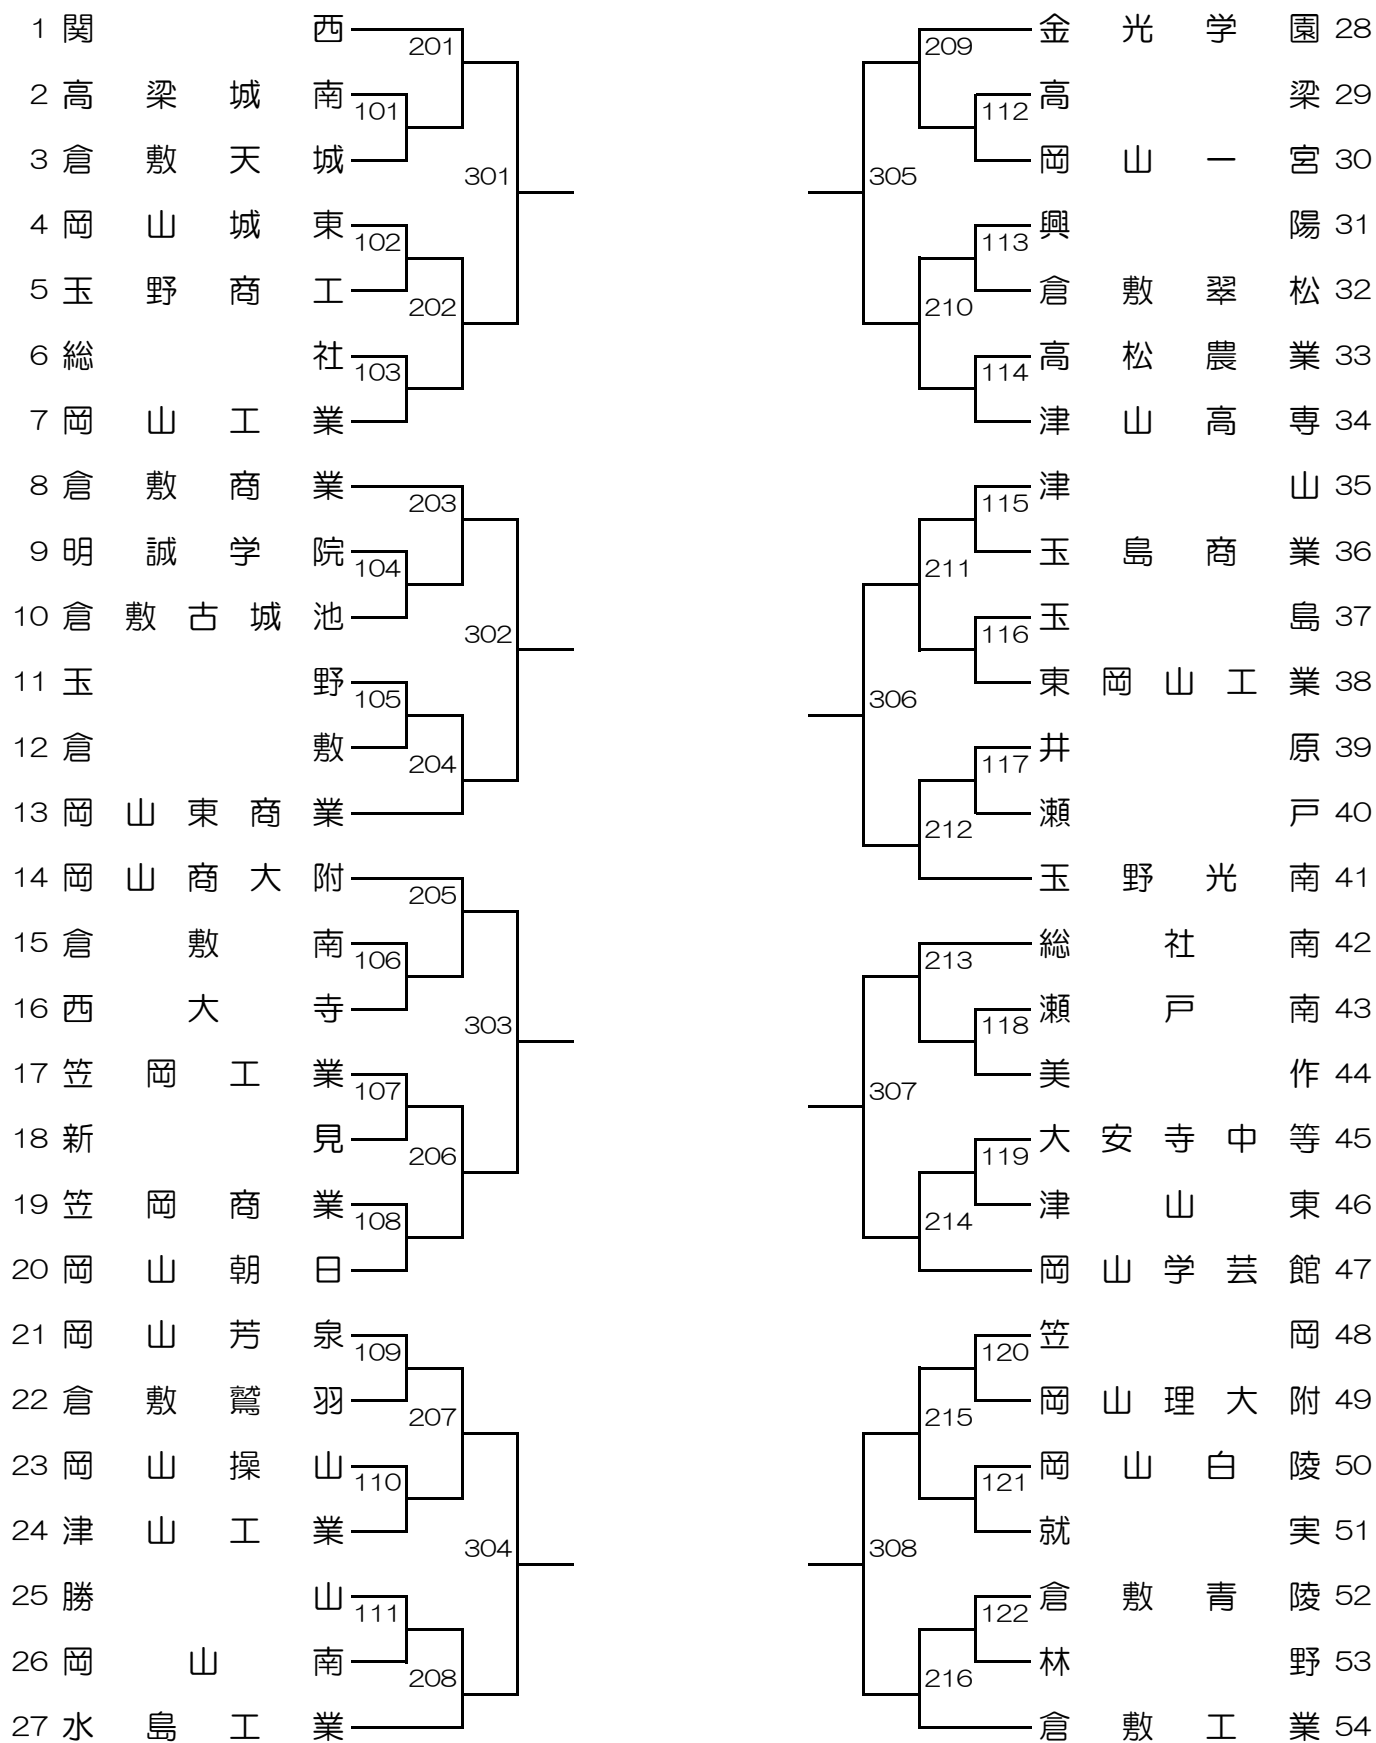 1 関西
201
2 高梁城南
101
3 倉敷天城
301
4 岡山城東
102
5 玉野商工
202
6 総社
103
7 岡山工業
8 倉敷商業
203
9 明誠学院
104
10 倉敷古城池
302
11 玉野
105
12 倉敷
204
13 岡山東商業
14 岡山商大附
205
15 倉敷南
106
16 西大寺
303
17 笠岡工業
107
18 新見
206
19 笠岡商業
108
20 岡山朝日
21 岡山芳泉
109
22 倉敷鷲羽
207
23 岡山操山
110
24 津山工業
304
25 勝山
111
26 岡山南
208
27 水島工業
金光学園 28
209
高梁 29
112
岡山一宮 30
305
興陽 31
113
倉敷翠松 32
210
高松農業 33
114
津山高専 34
津山 35
115
玉島商業 36
211
玉島 37
116
東岡山工業 38
306
井原 39
117
瀬戸 40
212
玉野光南 41
総社南 42
213
瀬戸南 43
118
美作 44
307
大安寺中等 45
119
津山東 46
214
岡山学芸館 47
笠岡 48
120
岡山理大附 49
215
岡山白陵 50
121
就実 51
308
倉敷青陵 52
122
林野 53
216
倉敷工業 54